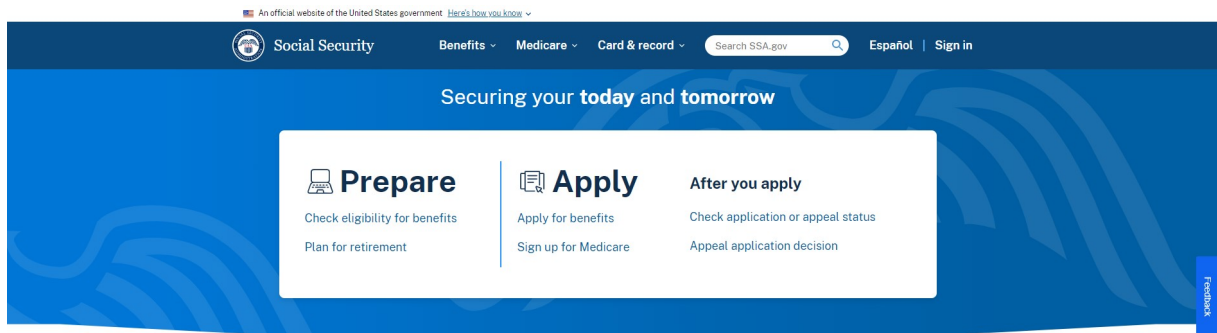 An official website of the United States government Here's how you know
Social Security Benefits Medicare Card & record Search SSA.gov Español | Sign in
Securing your today and tomorrow
Prepare
Check eligibility for benefits
Plan for retirement
Apply
Apply for benefits
Sign up for Medicare
After you apply
Check application or appeal status
Appeal application decision
Feedback